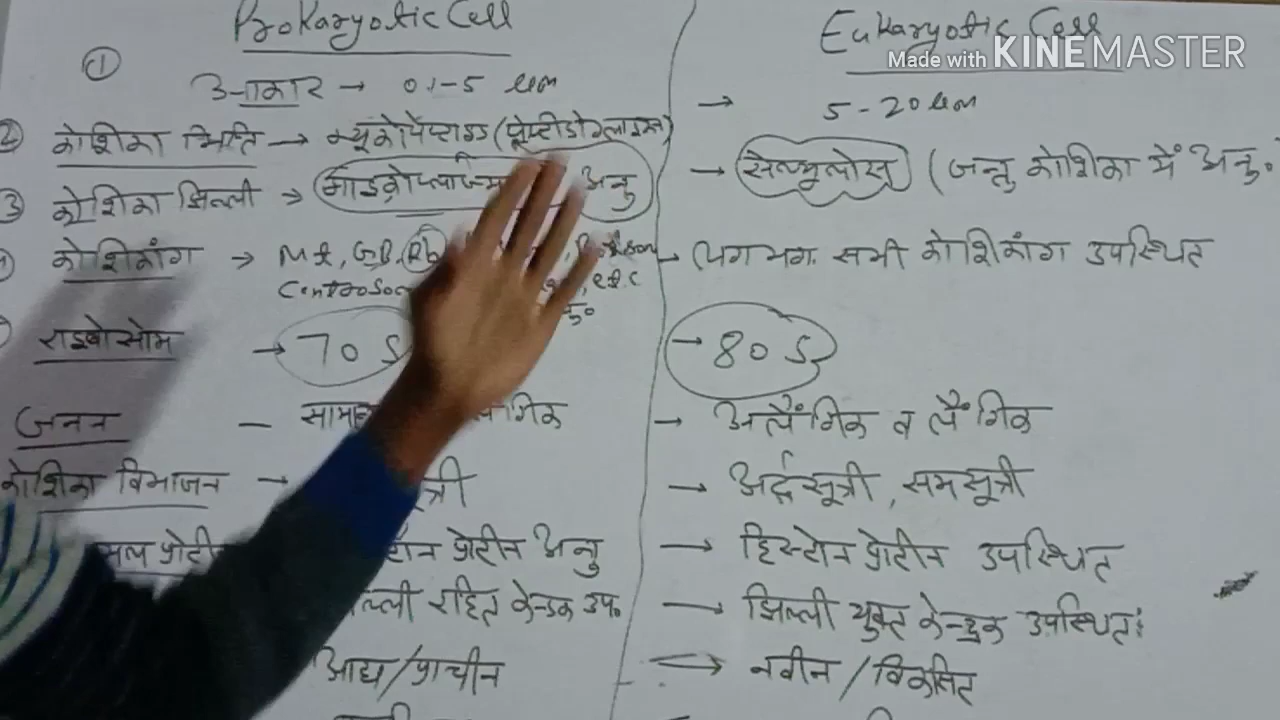 Prokaryotic Cell
Eukaryotic Cell
Made with KINEMASTER
①
आकार → 0.1-5 um
→ 5-20 um
② कोशिका भित्ति → म्यूकोपेप्टाइड (पेप्टीडोग्लाइकन)
→ सेल्यूलोस (जन्तु कोशिका में अनु.
③ कोशिका झिल्ली → माइकोप्लाज्मा अनु
कोशिकांग → Mt, G.B, Rb
→ लगभग सभी कोशिकांग उपस्थित
राइबोसोम → 70 S
→ 80 S
जनन —
→ अलैंगिक व लैंगिक
कोशिका विभाजन → सूत्री
→ अर्द्धसूत्री, समसूत्री
प्रोटीन अनु
→ हिस्टोन प्रोटीन उपस्थित
रहित केन्द्रक उप.
→ झिल्ली युक्त केन्द्रक उपस्थित
आद्य/प्राचीन
→ नवीन/विकसित